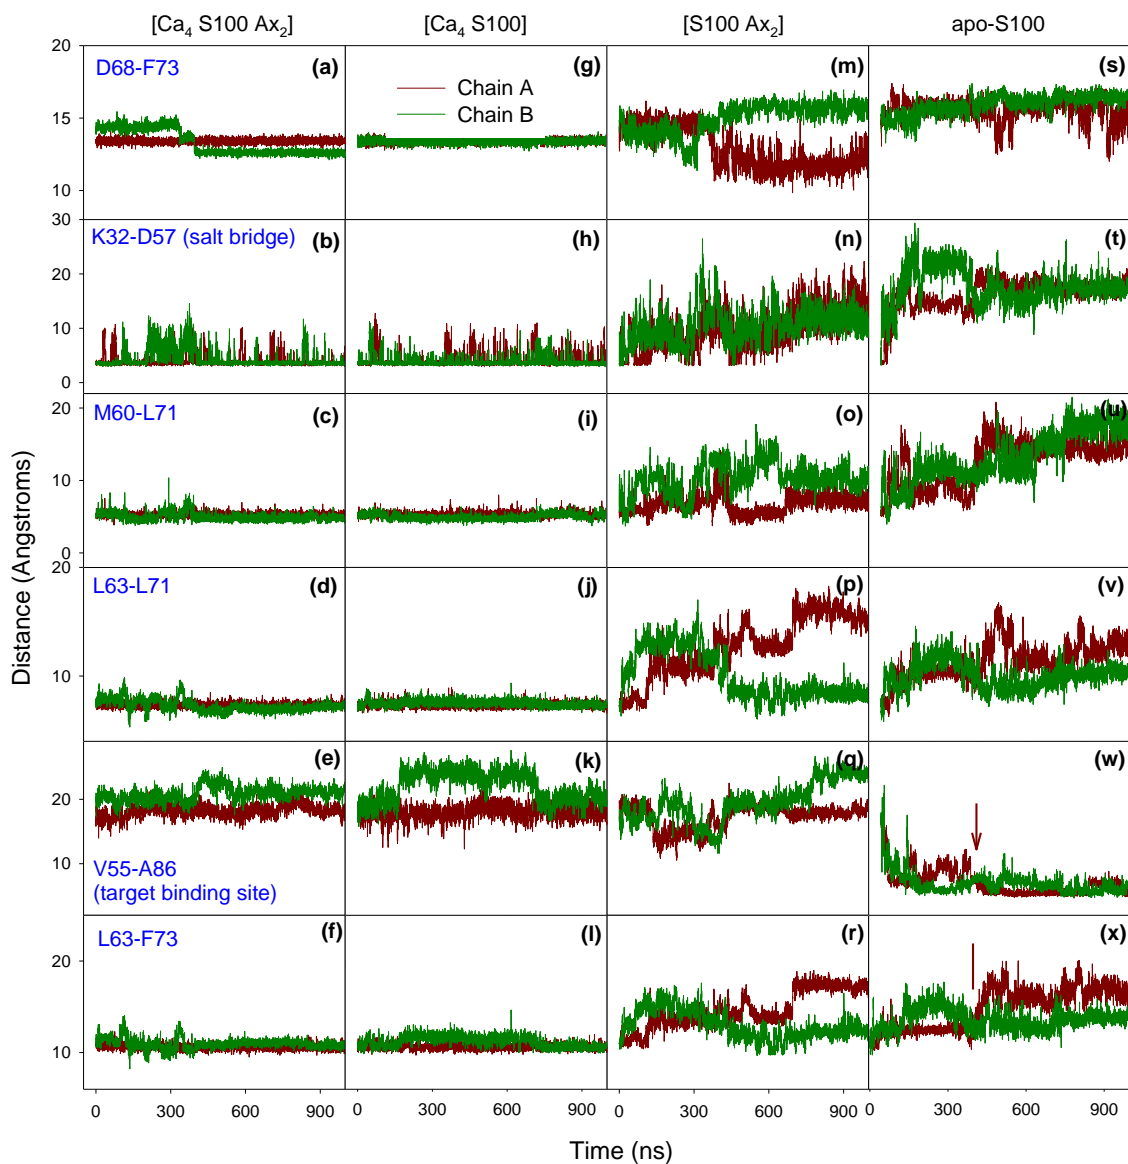 [Ca4 S100 Ax2] [Ca4 S100] [S100 Ax2] apo-S100
20 D68-F73 (a) (g) (m) (s)
Chain A
Chain B
15
10
30 K32-D57 (salt bridge) (b) (h) (n) (t)
20
10
0
20 M60-L71 (c) (i) (o) (u)
10
0
20 L63-L71 (d) (j) (p) (v)
10
(e) (k) (q) (w)
20
10
V55-A86
(target binding site)
L63-F73 (f) (l) (r) (x)
20
10
0 300 600 900 0 300 600 900 0 300 600 900 0 300 600 900
Distance (Angstroms)
Time (ns)